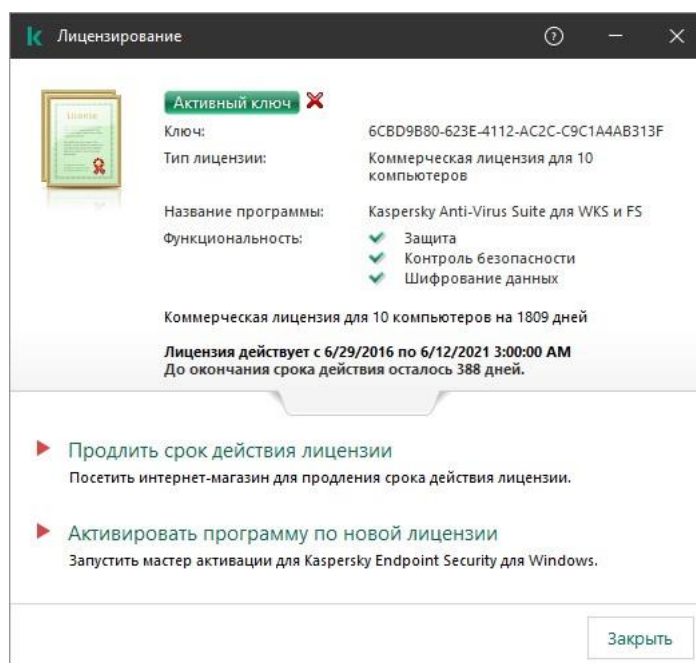 Лицензирование
License
Активный ключ
Ключ: 6CBD9B80-623E-4112-AC2C-C9C1A4AB313F
Тип лицензии: Коммерческая лицензия для 10
компьютеров
Название программы: Kaspersky Anti-Virus Suite для WKS и FS
Функциональность: Защита
Контроль безопасности
Шифрование данных
Коммерческая лицензия для 10 компьютеров на 1809 дней
Лицензия действует с 6/29/2016 по 6/12/2021 3:00:00 AM
До окончания срока действия осталось 388 дней.
Продлить срок действия лицензии
Посетить интернет-магазин для продления срока действия лицензии.
Активировать программу по новой лицензии
Запустить мастер активации для Kaspersky Endpoint Security для Windows.
Закрыть